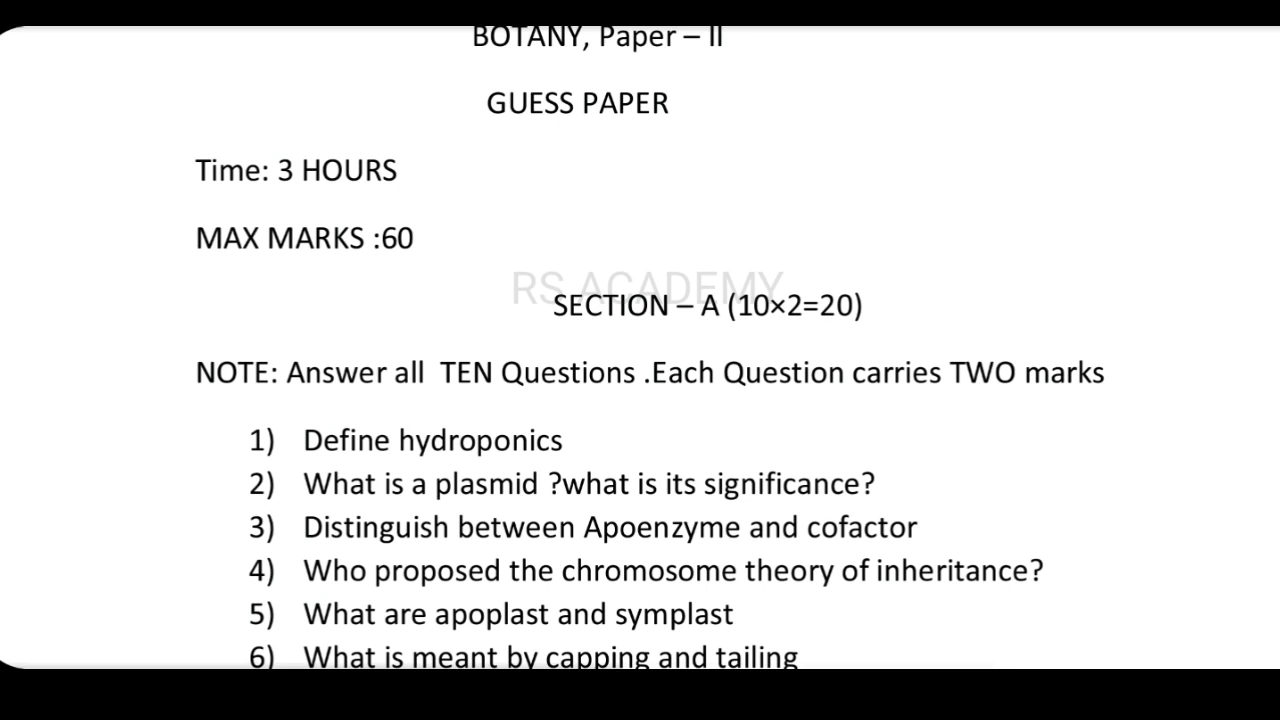 BOTANY, Paper – II
GUESS PAPER
Time: 3 HOURS
MAX MARKS :60
RS ACADEMY
SECTION – A (10×2=20)
NOTE: Answer all  TEN Questions .Each Question carries TWO marks
1) Define hydroponics
2) What is a plasmid ?what is its significance?
3) Distinguish between Apoenzyme and cofactor
4) Who proposed the chromosome theory of inheritance?
5) What are apoplast and symplast
6) What is meant by capping and tailing